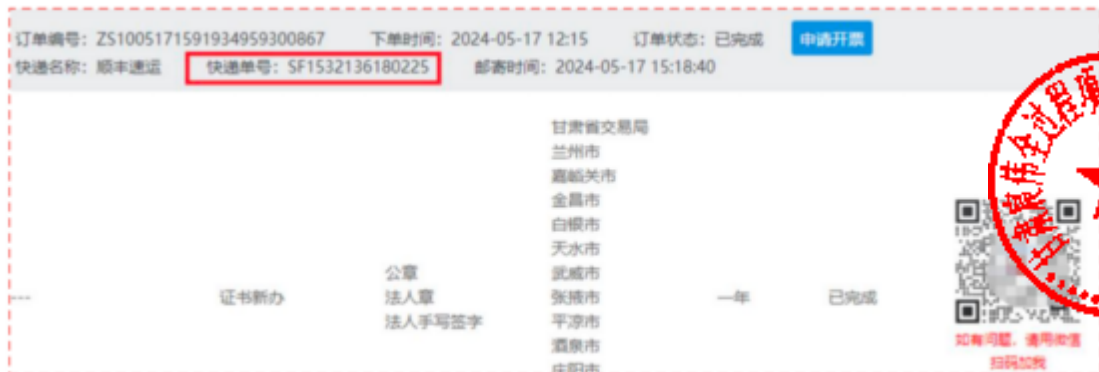 订单编号：ZS1005171591934959300867 下单时间：2024-05-17 12:15 订单状态：已完成 申请开票
快递名称：顺丰速运 快递单号：SF1532136180225 邮寄时间：2024-05-17 15:18:40
甘肃省交易局
兰州市
嘉峪关市
金昌市
白银市
天水市
公章 武威市
--- 证书新办 法人章 张掖市 一年 已完成
法人手写签字 平凉市
酒泉市
庆阳市
如有问题，请用微信
扫码加我